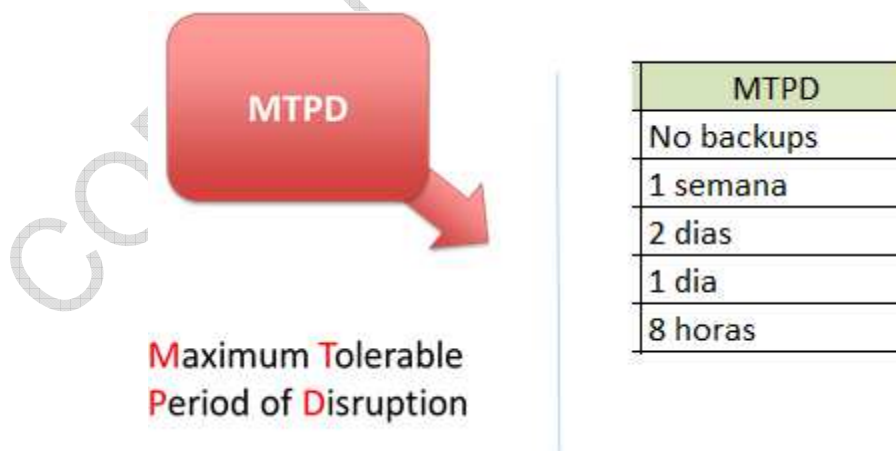 MTPD
Maximum Tolerable
Period of Disruption
MTPD
No backups
1 semana
2 dias
1 dia
8 horas